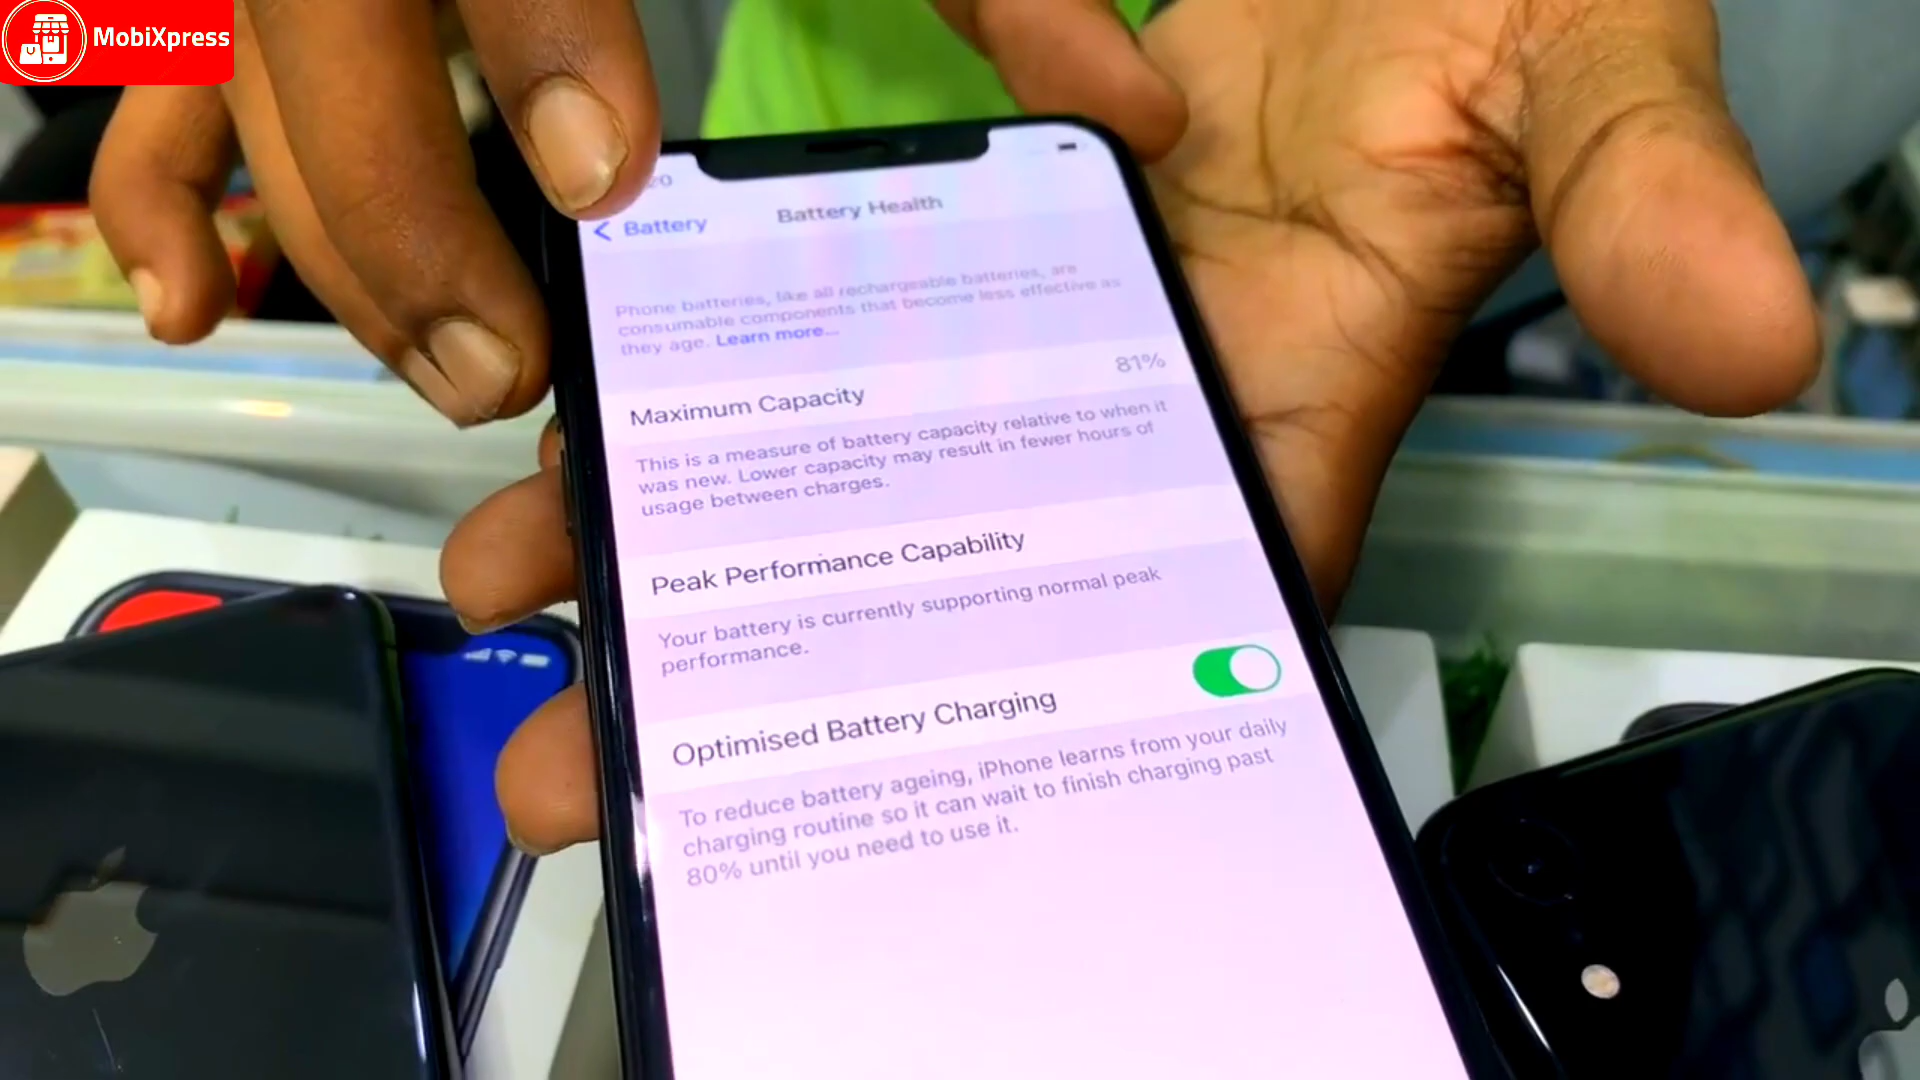 MobiXpress
20
Battery
Battery Health
Phone batteries, like all rechargeable batteries, are
consumable components that become less effective as
they age. Learn more...
Maximum Capacity
81%
This is a measure of battery capacity relative to when it
was new. Lower capacity may result in fewer hours of
usage between charges.
Peak Performance Capability
Your battery is currently supporting normal peak
performance.
Optimised Battery Charging
To reduce battery ageing, iPhone learns from your daily
charging routine so it can wait to finish charging past
80% until you need to use it.